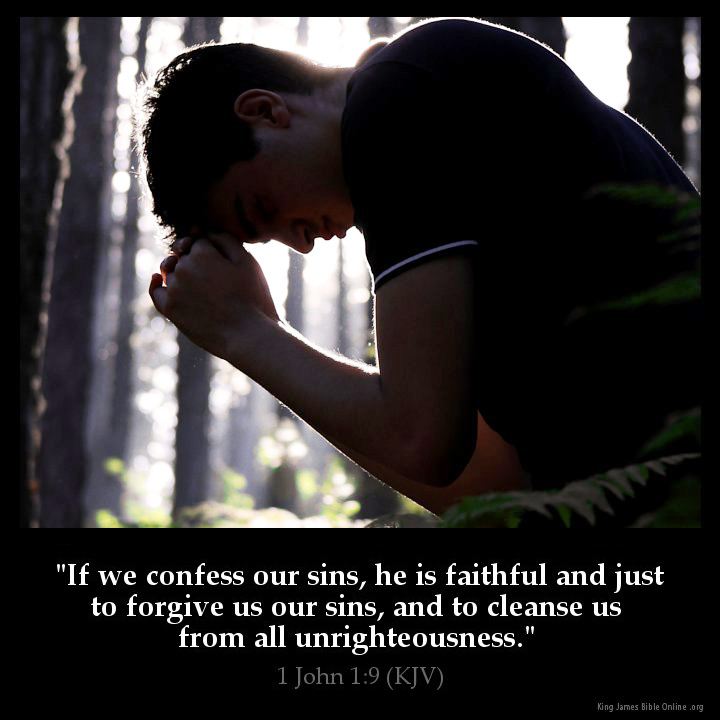 "If we confess our sins, he is faithful and just
to forgive us our sins, and to cleanse us
from all unrighteousness."
1 John 1:9 (KJV)
King James Bible Online .org